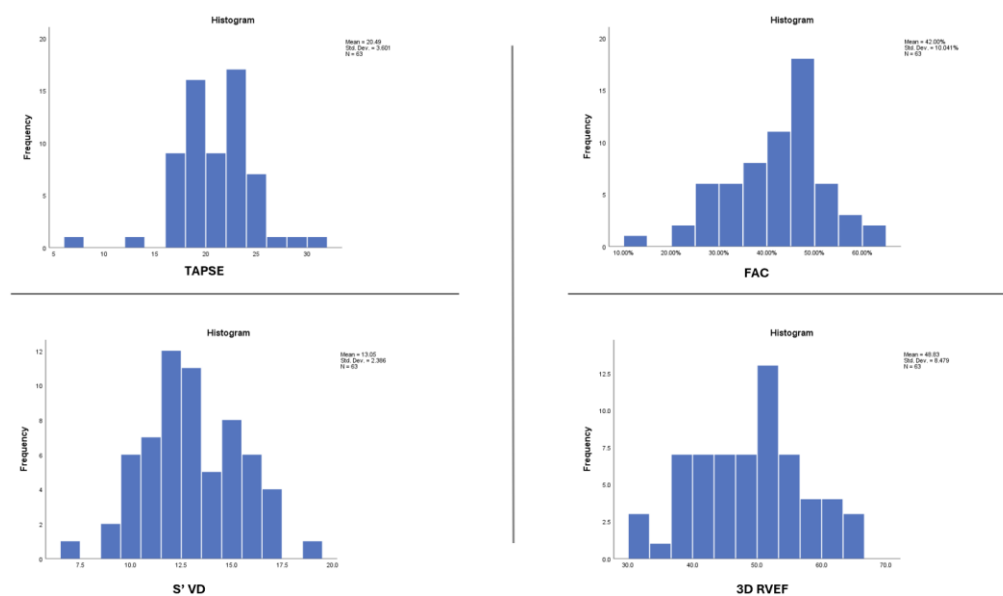 Histogram
Mean = 20.49
Std. Dev. = 3.601
N = 63
Frequency
20
15
10
5
0
5 10 15 20 25 30
TAPSE
Histogram
Mean = 42.00%
Std. Dev. = 10.041%
N = 63
Frequency
20
15
10
5
0
10.00% 20.00% 30.00% 40.00% 50.00% 60.00%
FAC
Histogram
Mean = 13.05
Std. Dev. = 2.386
N = 63
Frequency
12
10
8
6
4
2
0
7.5 10.0 12.5 15.0 17.5 20.0
S' VD
Histogram
Mean = 48.83
Std. Dev. = 8.479
N = 63
Frequency
12.5
10.0
7.5
5.0
2.5
0.0
30.0 40.0 50.0 60.0 70.0
3D RVEF